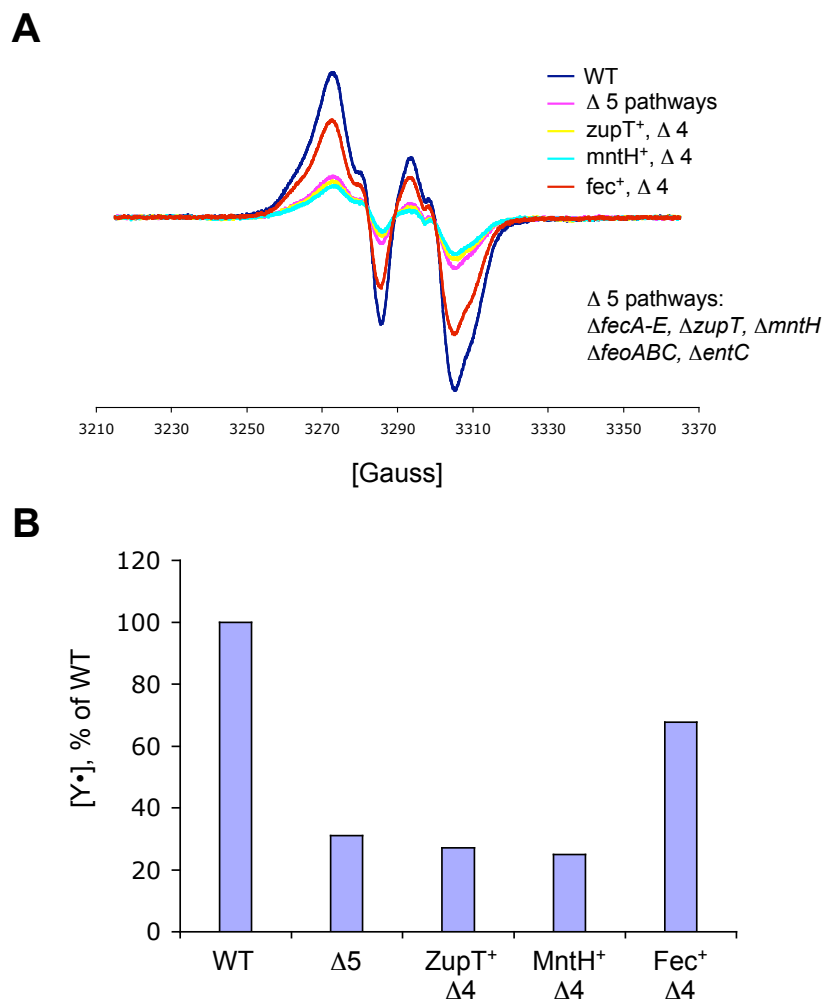 A
WT
Δ 5 pathways
zupT⁺, Δ 4
mntH⁺, Δ 4
fec⁺, Δ 4
Δ 5 pathways:
ΔfecA-E, ΔzupT, ΔmntH
ΔfeoABC, ΔentC
3210 3230 3250 3270 3290 3310 3330 3350 3370
[Gauss]
B
120
100
80
60
40
20
0
[Y•], % of WT
WT Δ5 ZupT⁺ MntH⁺ Fec⁺
Δ4 Δ4 Δ4